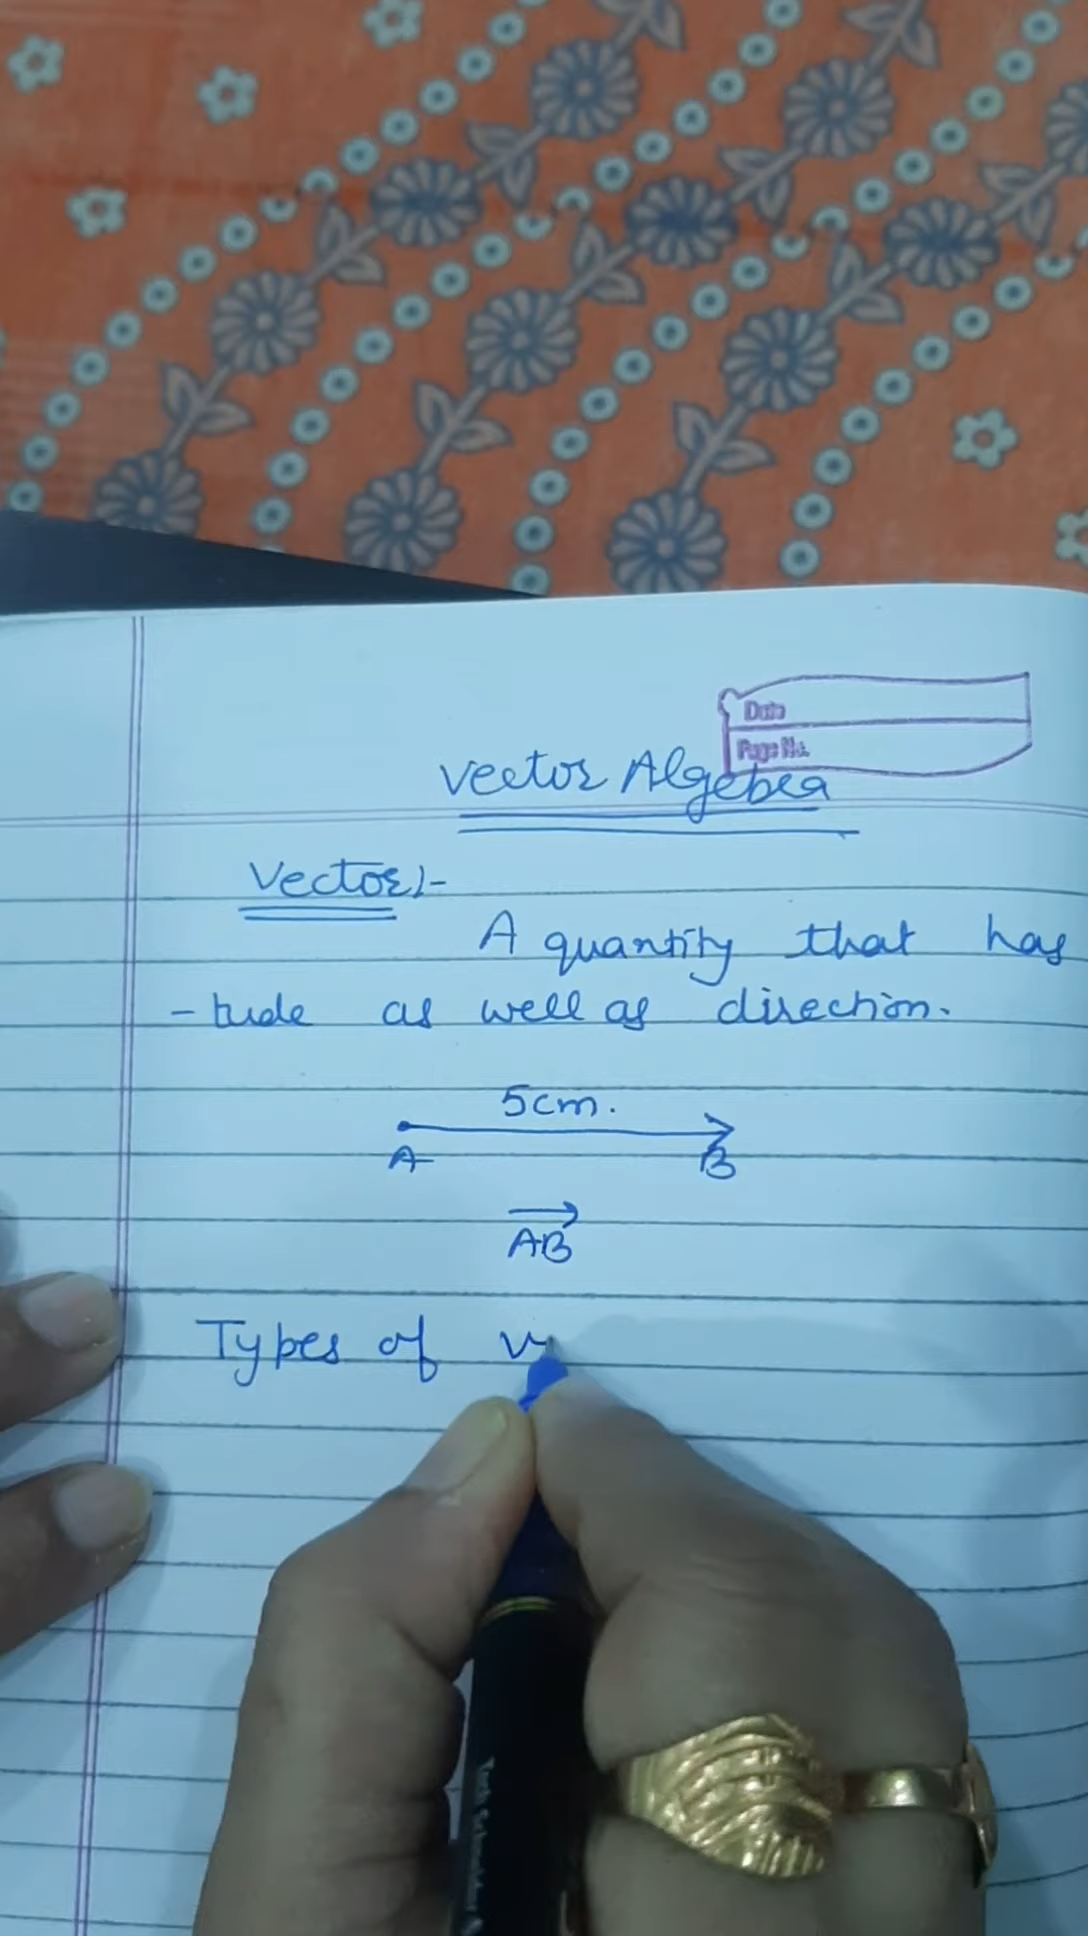 Date
Page No.
Vector Algebra
Vector:-
A quantity that has
-tude as well as direction.
5cm.
A B
AB
Types of v